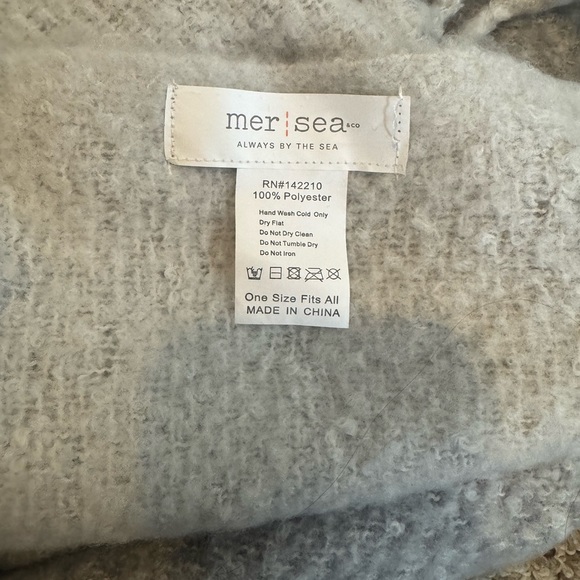 mer sea &CO
ALWAYS BY THE SEA
RN#142210
100% Polyester
Hand Wash Cold Only
Dry Flat
Do Not Dry Clean
Do Not Tumble Dry
Do Not Iron
One Size Fits All
MADE IN CHINA